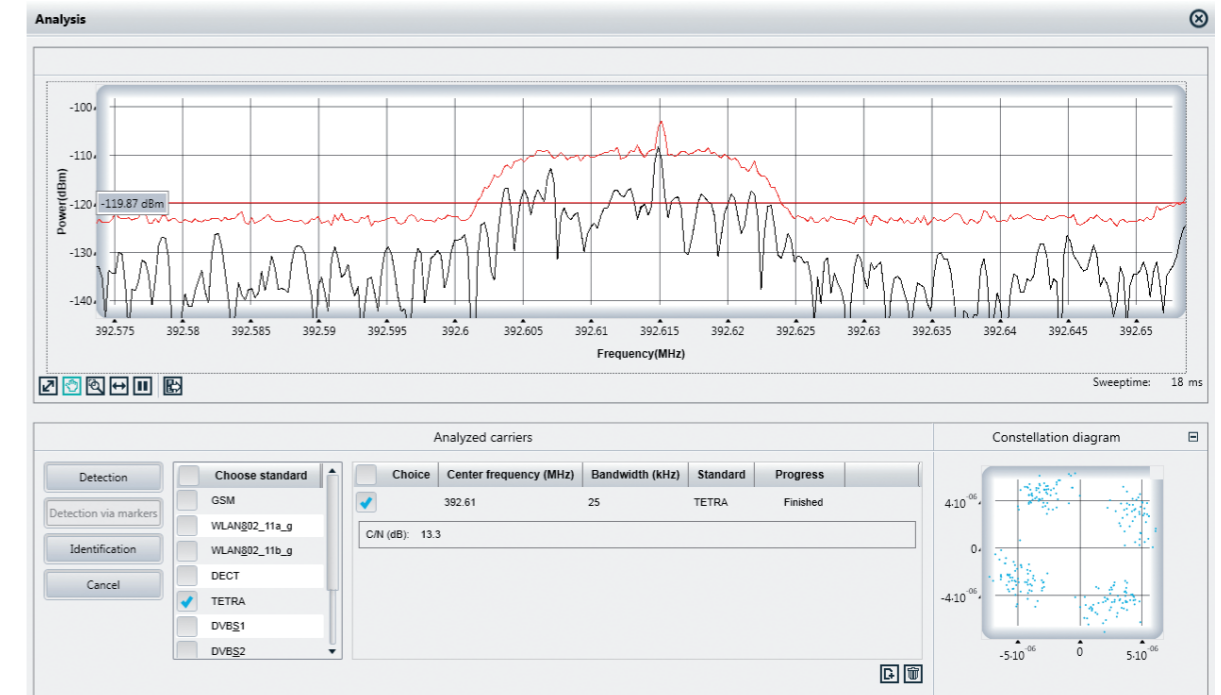 Analysis
-100
-110
-120
-130
-140
Power(dBm)
-119.87 dBm
392.575 392.58 392.585 392.59 392.595 392.6 392.605 392.61 392.615 392.62 392.625 392.63 392.635 392.64 392.645 392.65
Frequency(MHz)
Sweeptime: 18 ms
Analyzed carriers
Detection
Detection via markers
Identification
Cancel
Choose standard
GSM
WLAN802_11a_g
WLAN802_11b_g
DECT
TETRA
DVBS1
DVBS2
Choice Center frequency (MHz) Bandwidth (kHz) Standard Progress
392.61 25 TETRA Finished
C/N (dB): 13.3
Constellation diagram
4·10-06
0
-4·10-06
-5·10-06 0 5·10-06